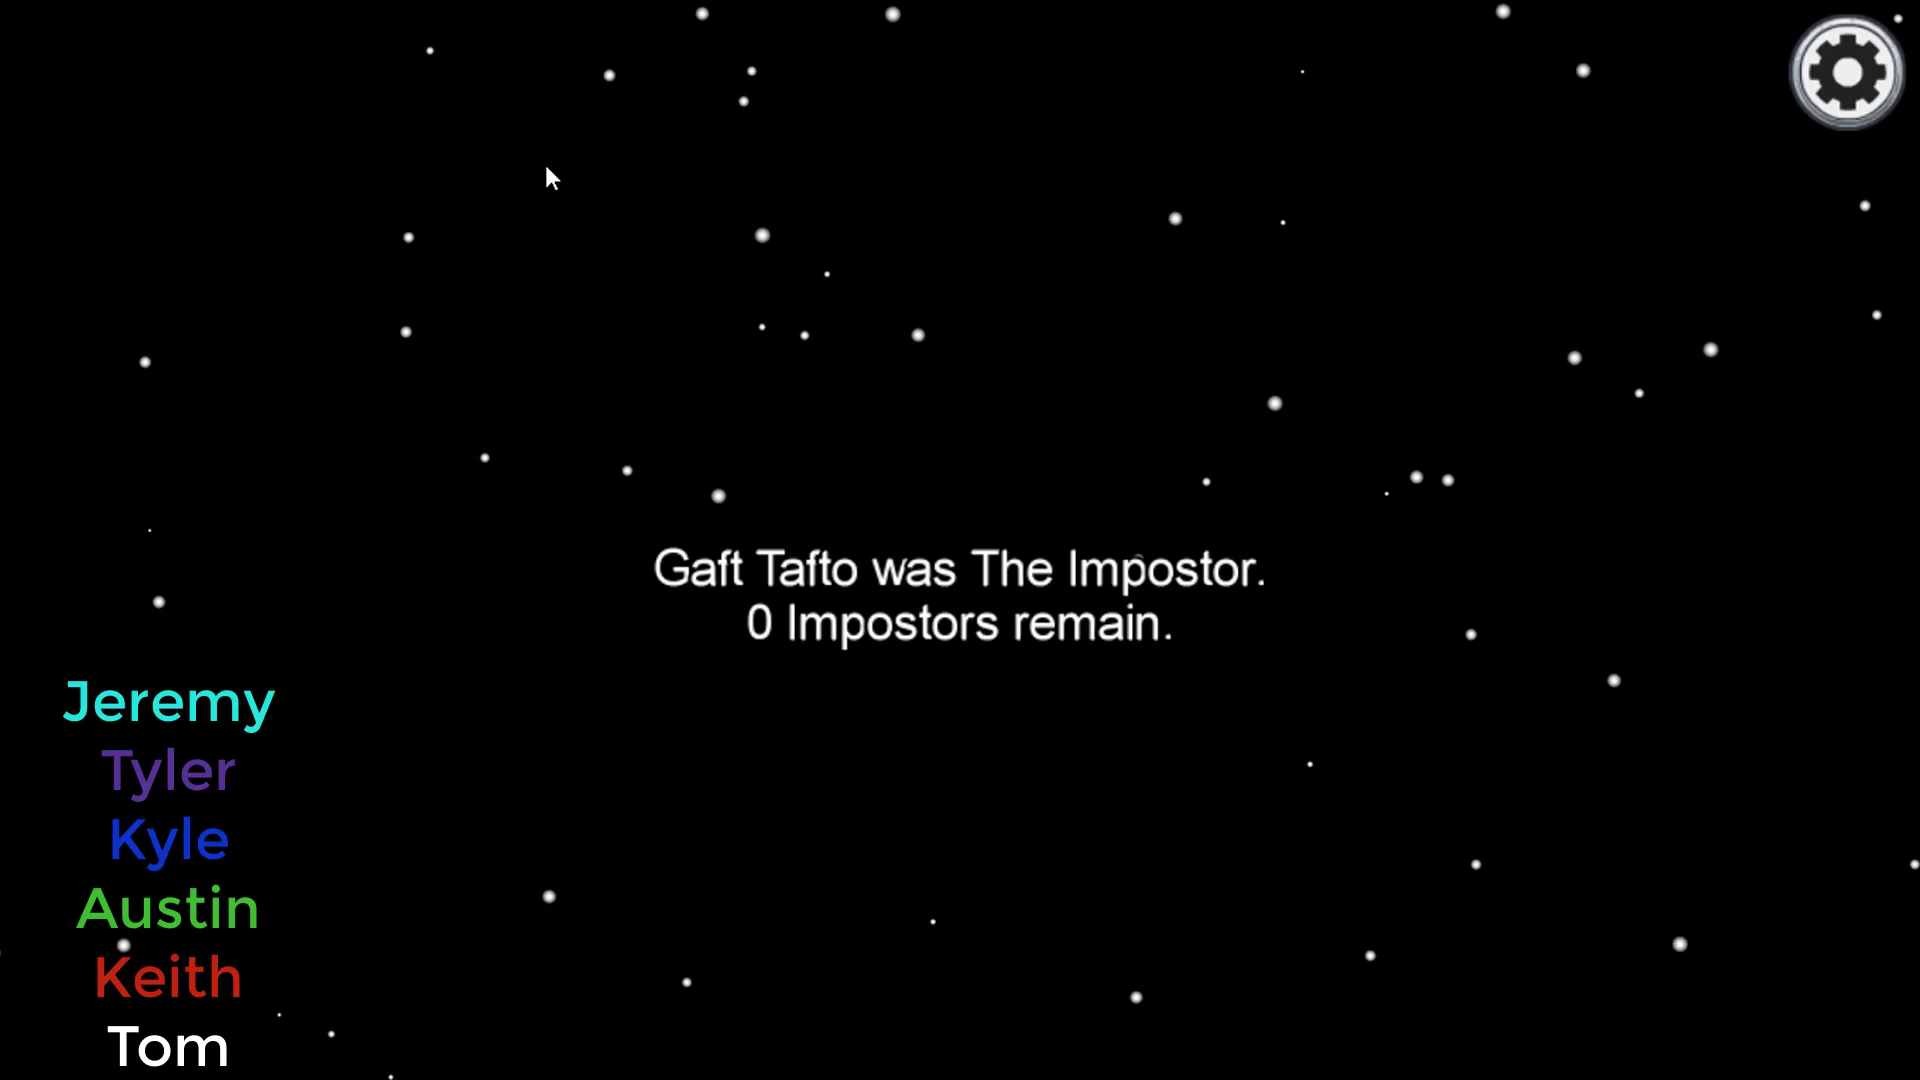 Gaft Tafto was The Impostor.
0 Impostors remain.
Jeremy
Tyler
Kyle
Austin
Keith
Tom